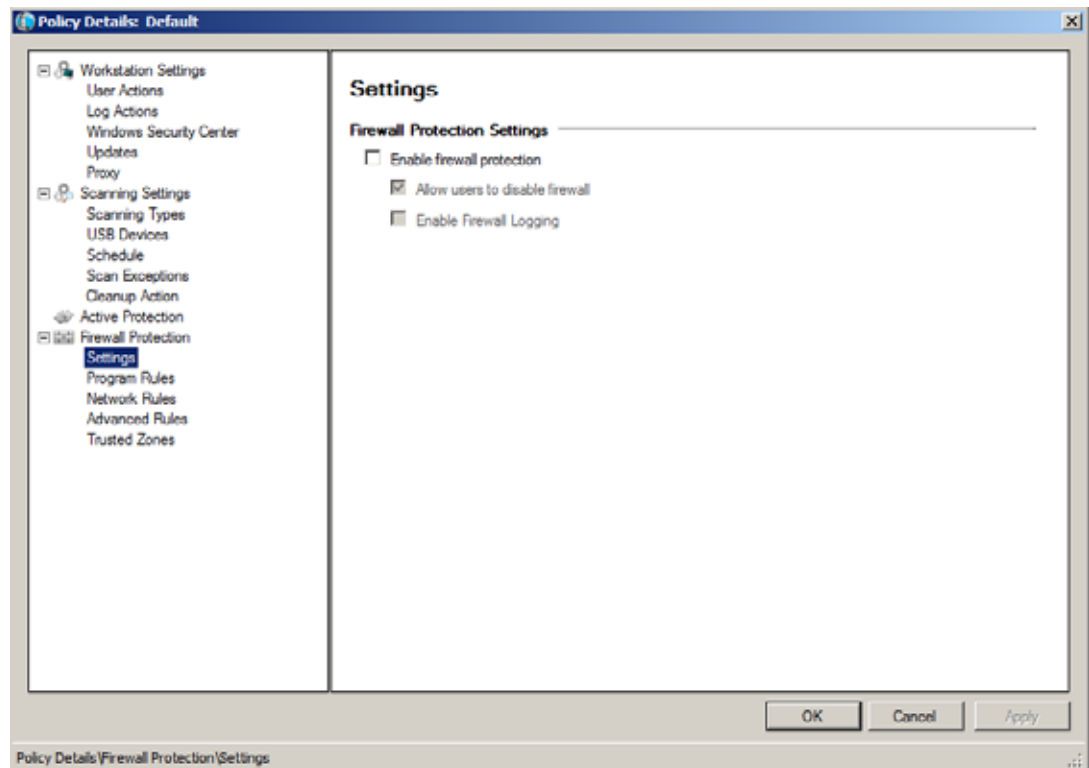 Policy Details: Default
Workstation Settings
User Actions
Log Actions
Windows Security Center
Updates
Proxy
Scanning Settings
Scanning Types
USB Devices
Schedule
Scan Exceptions
Cleanup Action
Active Protection
Firewall Protection
Settings
Program Rules
Network Rules
Advanced Rules
Trusted Zones
Settings
Firewall Protection Settings
Enable firewall protection
Allow users to disable firewall
Enable Firewall Logging
OK Cancel Apply
Policy Details\Firewall Protection\Settings